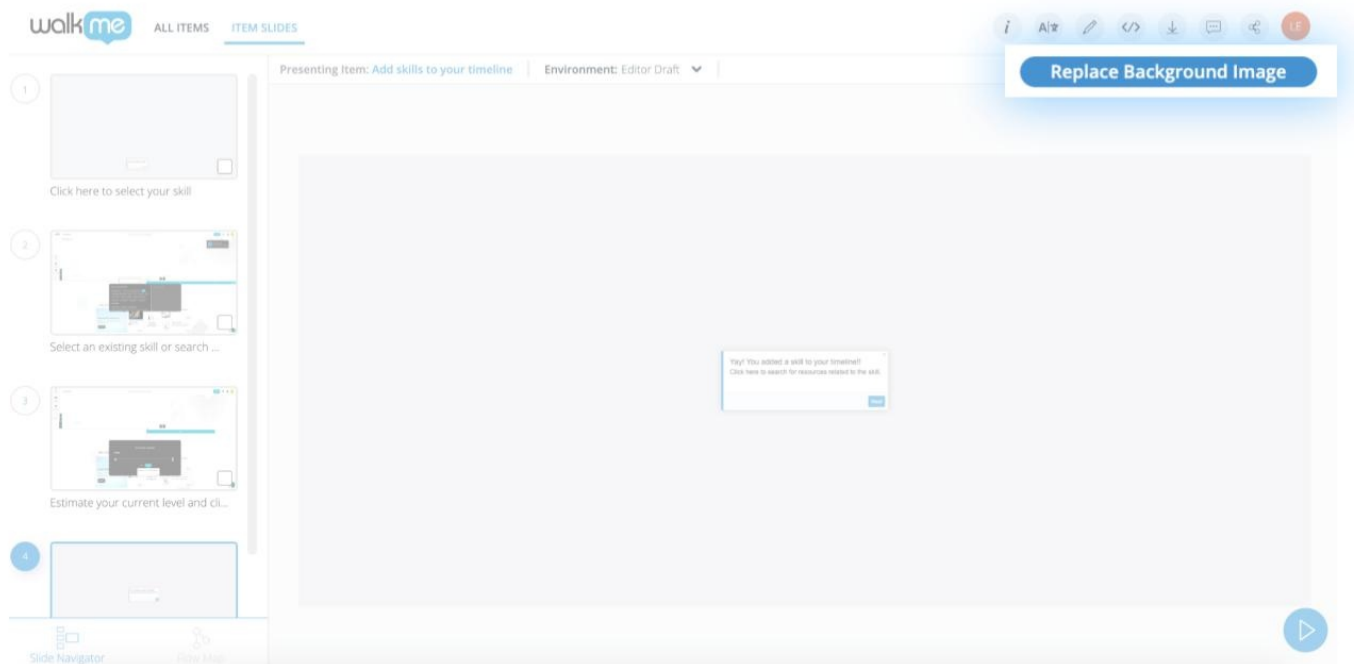 walkme
ALL ITEMS
ITEM SLIDES
i
A
</>
LE
Presenting Item: Add skills to your timeline
Environment: Editor Draft
Replace Background Image
1
Click here to select your skill
2
Select an existing skill or search ...
3
Estimate your current level and cli...
4
Yay! You added a skill to your timeline!!
Click here to search for resources related to the skill.
Slide Navigator
Flow Map